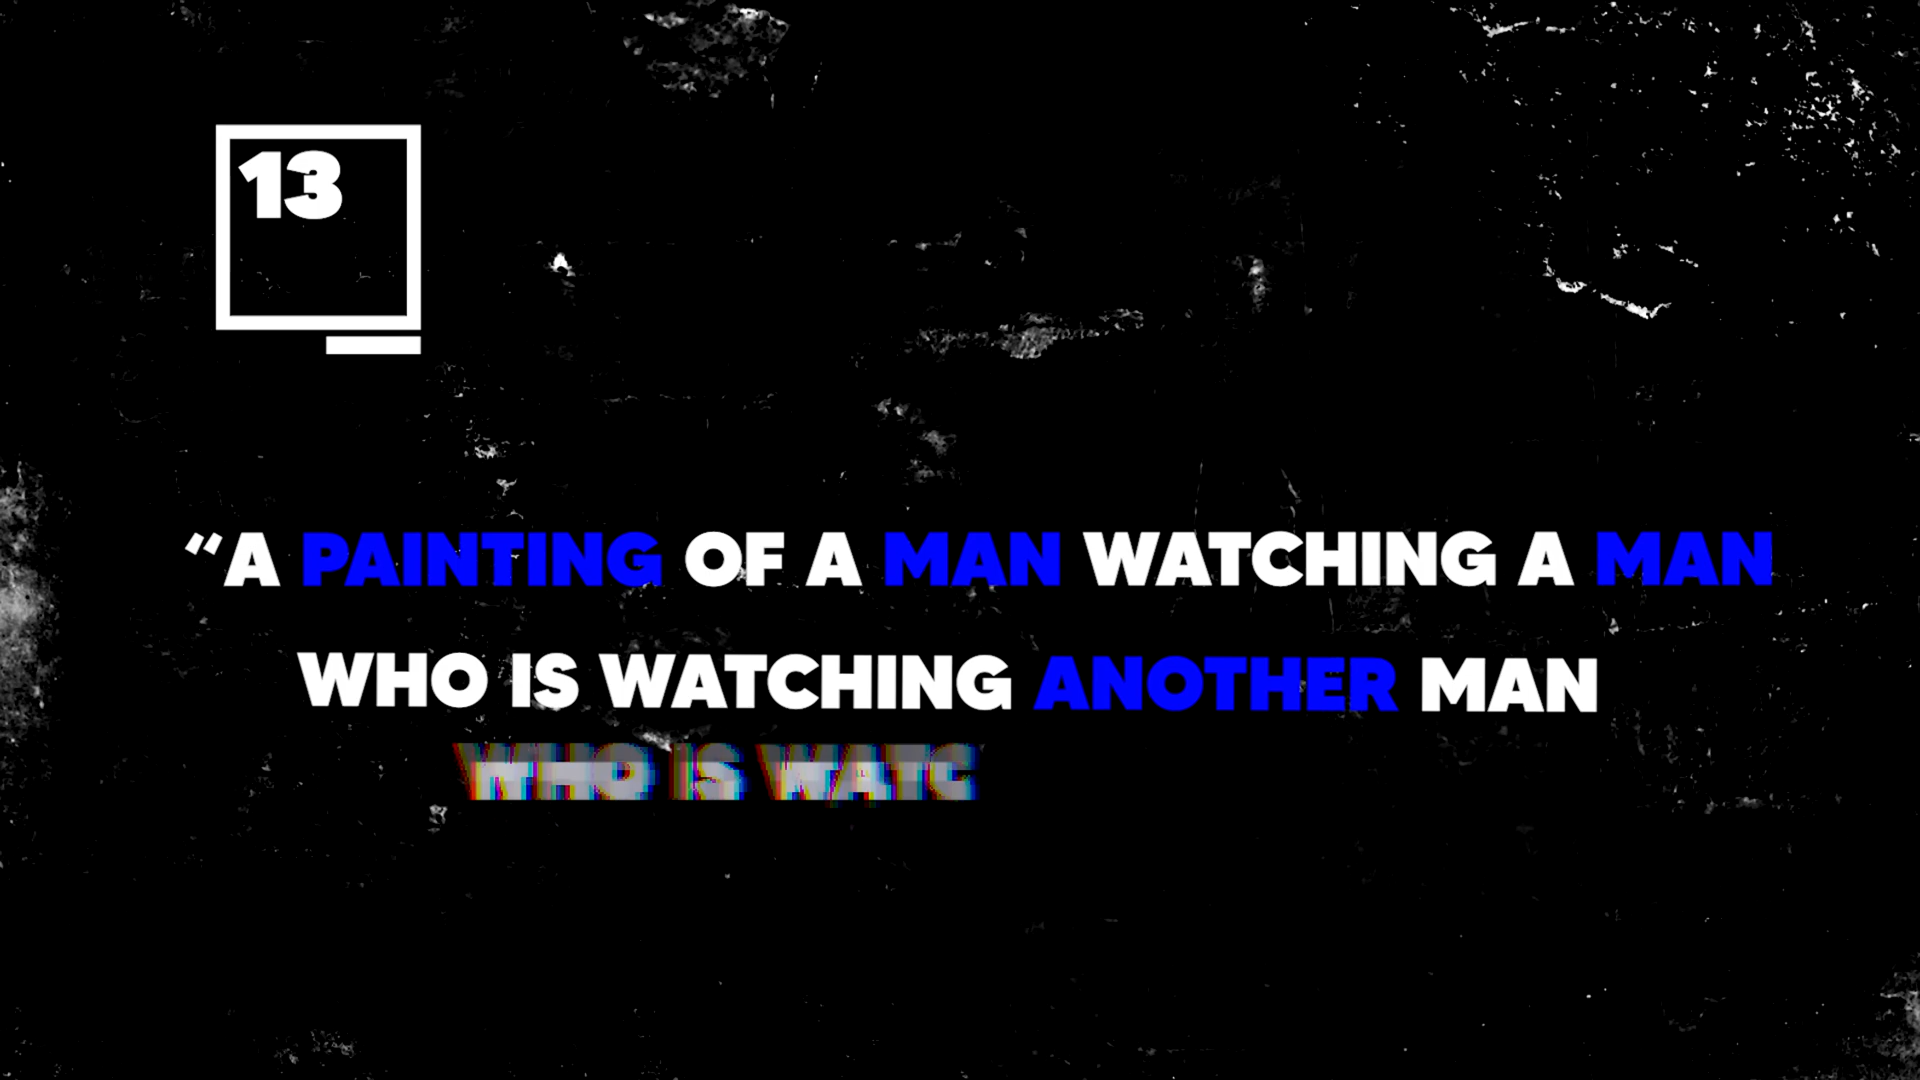 13
“A PAINTING OF A MAN WATCHING A MAN
WHO IS WATCHING ANOTHER MAN
WHO IS WATC